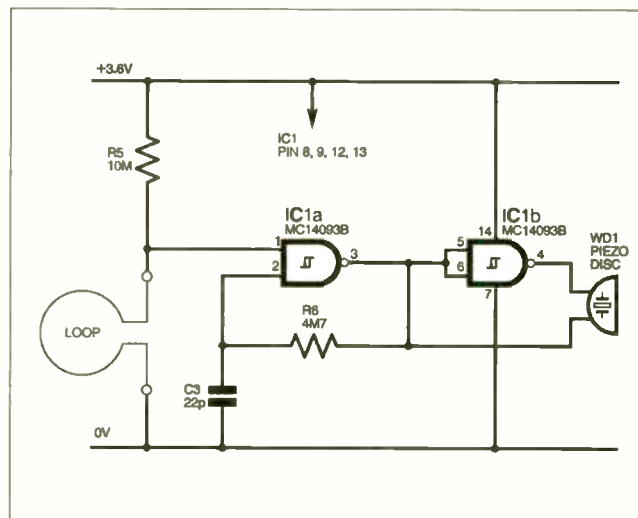 +3.6V
R5
10M
IC1
PIN 8, 9, 12, 13
IC1a
MC14093B
1
2
3
IC1b
MC14093B
14
5
6
4
7
WD1
PIEZO
DISC
LOOP
R6
4M7
C3
22p
0V